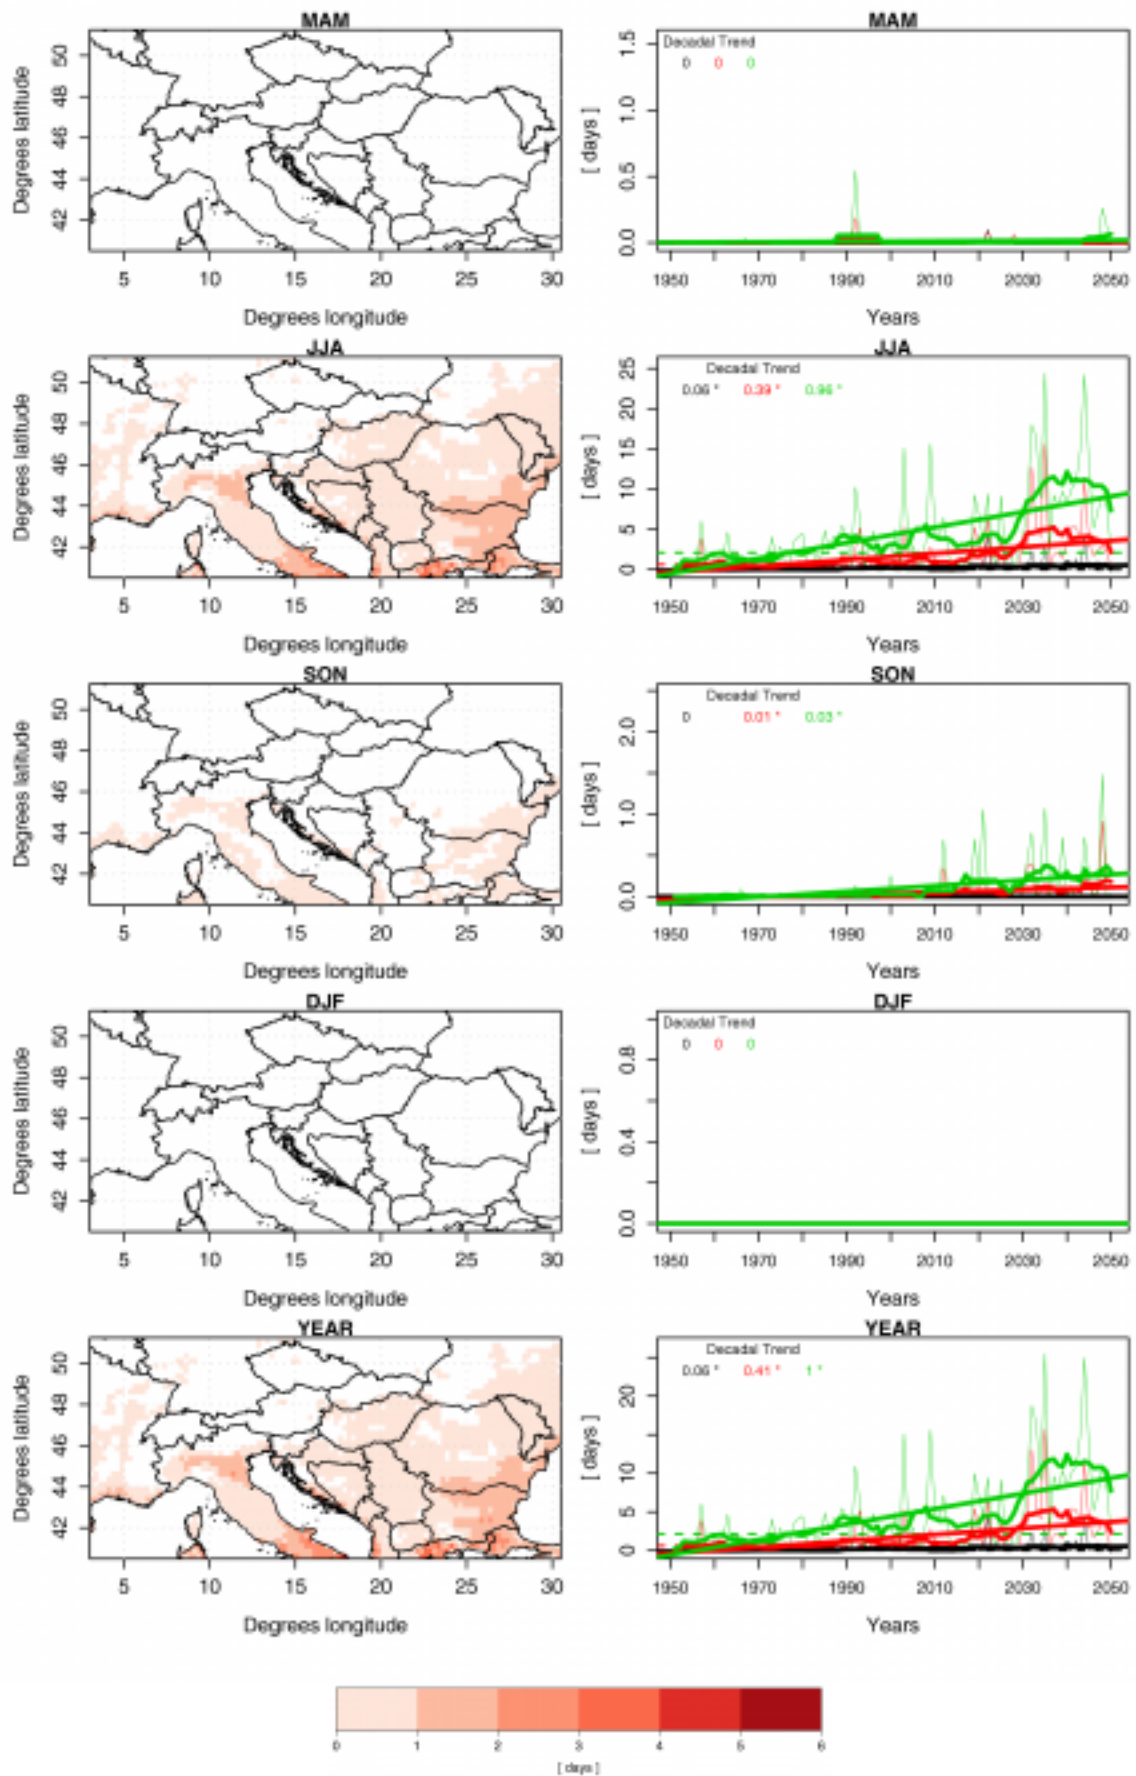 MAM
MAM
Degrees latitude
42 44 46 48 50
5 10 15 20 25 30
Degrees longitude
[ days ]
0.0 0.5 1.0 1.5
Decadal Trend
0 0 0
1950 1970 1990 2010 2030 2050
Years
JJA
JJA
Degrees latitude
42 44 46 48 50
5 10 15 20 25 30
Degrees longitude
[ days ]
0 5 10 15 20 25
Decadal Trend
0.06 * 0.39 * 0.96 *
1950 1970 1990 2010 2030 2050
Years
SON
SON
Degrees latitude
42 44 46 48 50
5 10 15 20 25 30
Degrees longitude
[ days ]
0.0 1.0 2.0
Decadal Trend
0 0.01 * 0.03 *
1950 1970 1990 2010 2030 2050
Years
DJF
DJF
Degrees latitude
42 44 46 48 50
5 10 15 20 25 30
Degrees longitude
[ days ]
0.0 0.4 0.8
Decadal Trend
0 0 0
1950 1970 1990 2010 2030 2050
Years
YEAR
YEAR
Degrees latitude
42 44 46 48 50
5 10 15 20 25 30
Degrees longitude
[ days ]
0 5 10 20
Decadal Trend
0.06 * 0.41 * 1 *
1950 1970 1990 2010 2030 2050
Years
0 1 2 3 4 5 6
[ days ]